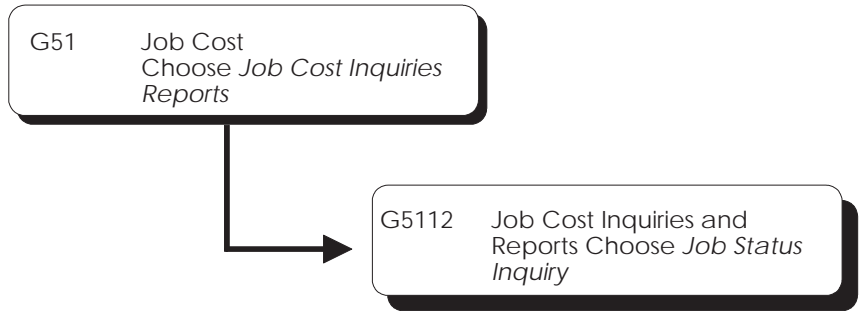 G51 Job Cost
Choose Job Cost Inquiries
Reports
G5112 Job Cost Inquiries and
Reports Choose Job Status
Inquiry